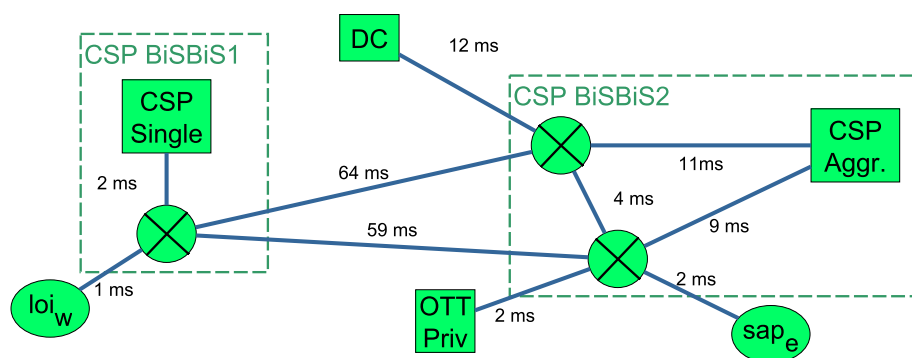 DC
12 ms
CSP BiSBiS1
CSP BiSBiS2
CSP
Single
CSP
Aggr.
2 ms
64 ms
11ms
4 ms
9 ms
59 ms
1 ms
loi_w
2 ms
OTT
Priv
2 ms
sap_e